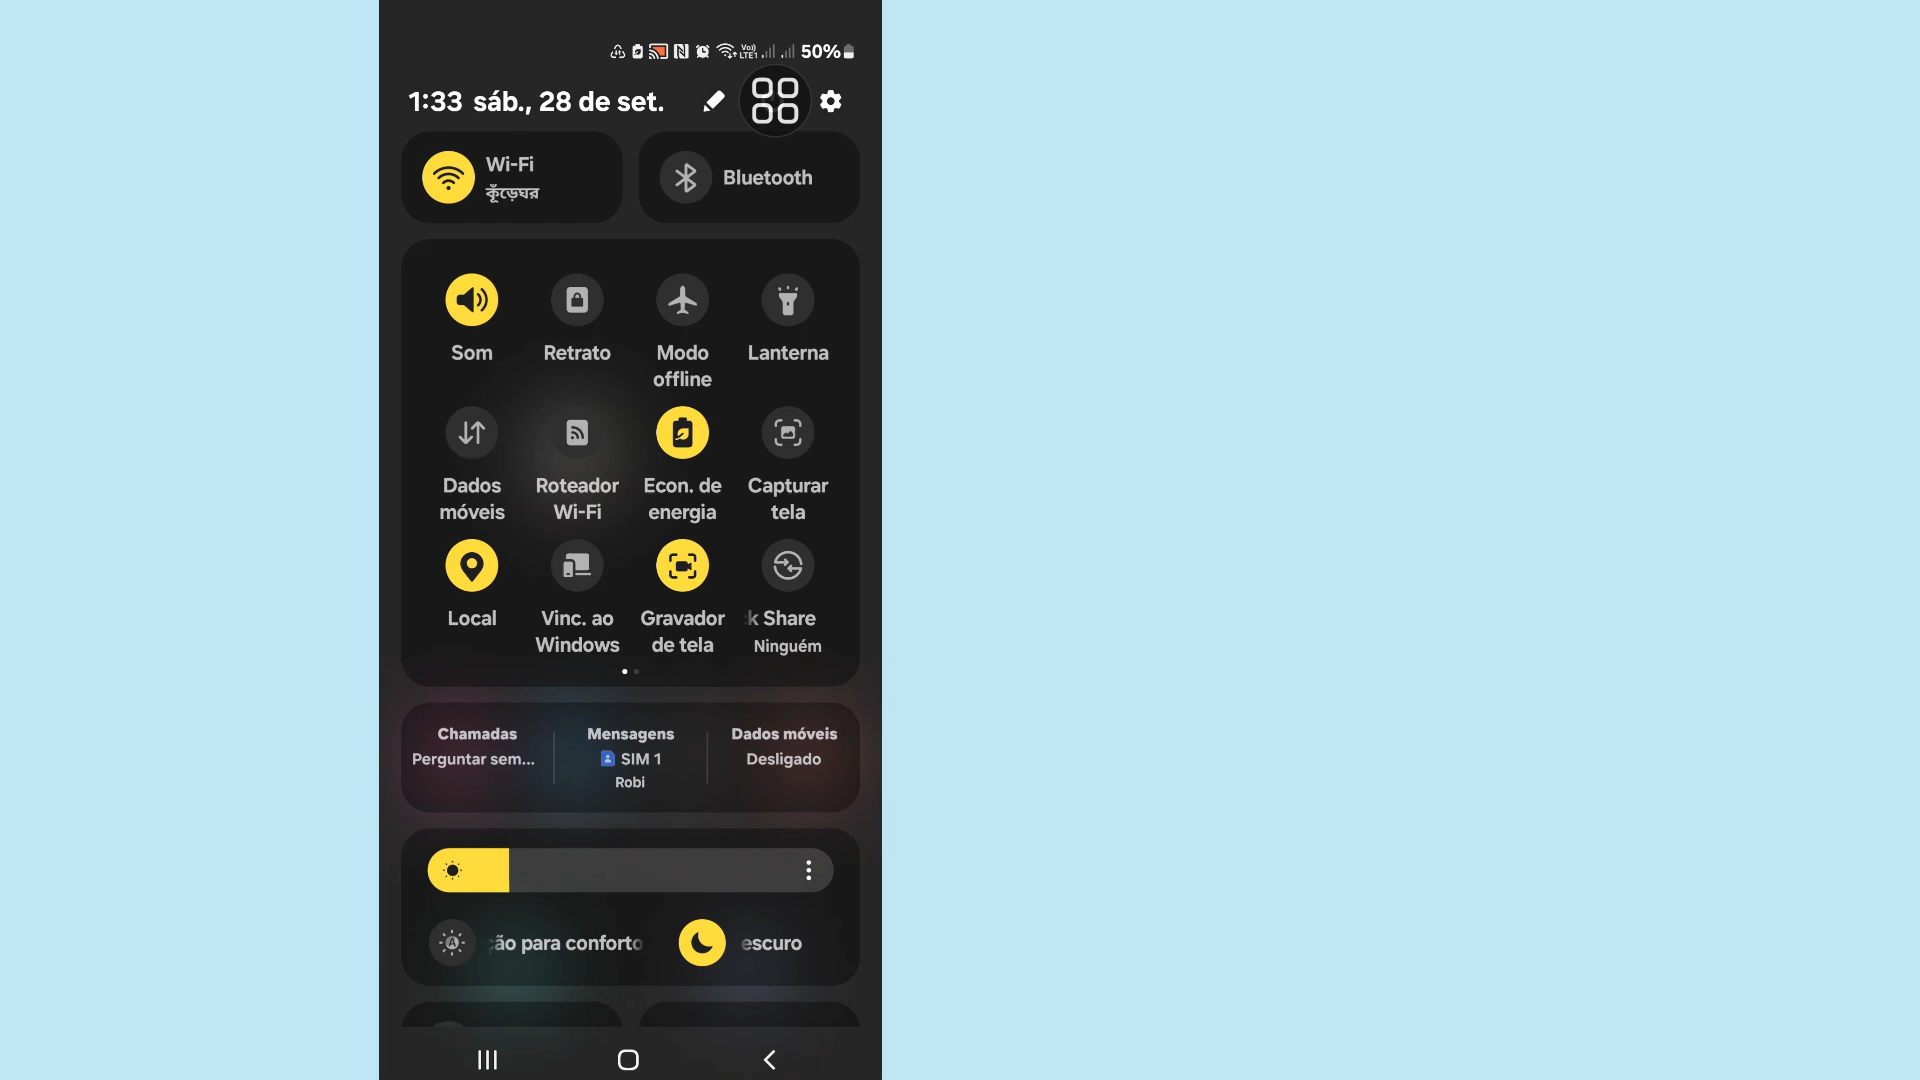 50%
1:33 sáb., 28 de set.
Wi-Fi
কুঁড়েঘর
Bluetooth
Som
Retrato
Modo
offline
Lanterna
Dados
móveis
Roteador
Wi-Fi
Econ. de
energia
Capturar
tela
Local
Vinc. ao
Windows
Gravador
de tela
k Share
Ninguém
Chamadas
Perguntar sem...
Mensagens
SIM 1
Robi
Dados móveis
Desligado
ção para conforto
escuro